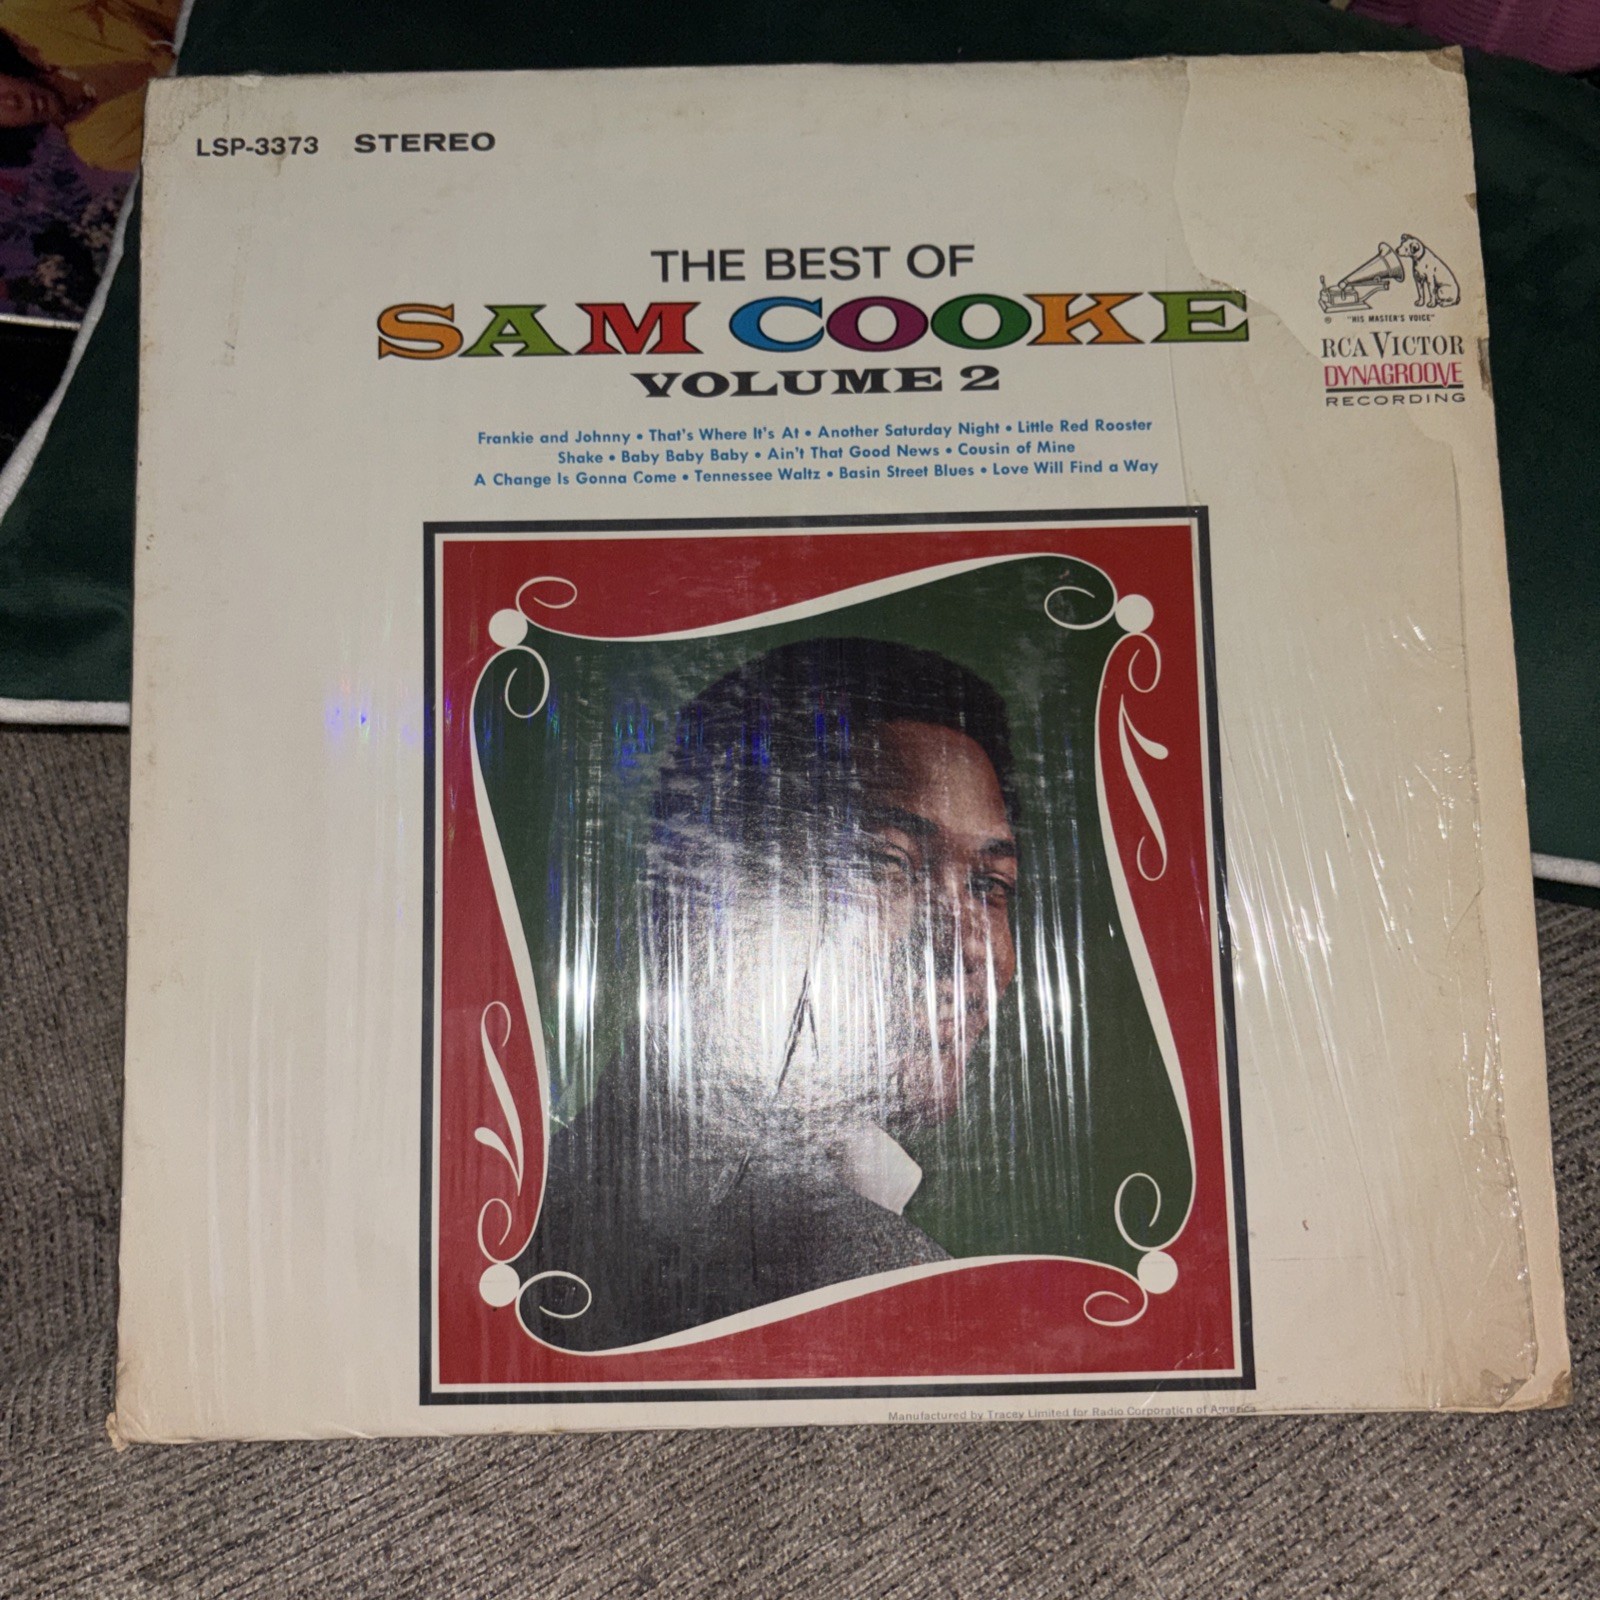 LSP-3373 STEREO
THE BEST OF
SAM COOKE
VOLUME 2
Frankie and Johnny • That's Where It's At • Another Saturday Night • Little Red Rooster
Shake • Baby Baby Baby • Ain't That Good News • Cousin of Mine
A Change Is Gonna Come • Tennessee Waltz • Basin Street Blues • Love Will Find a Way
®
"HIS MASTER'S VOICE"
RCA VICTOR
DYNAGROOVE
RECORDING
Manufactured by Tracey Limited for Radio Corporation of America